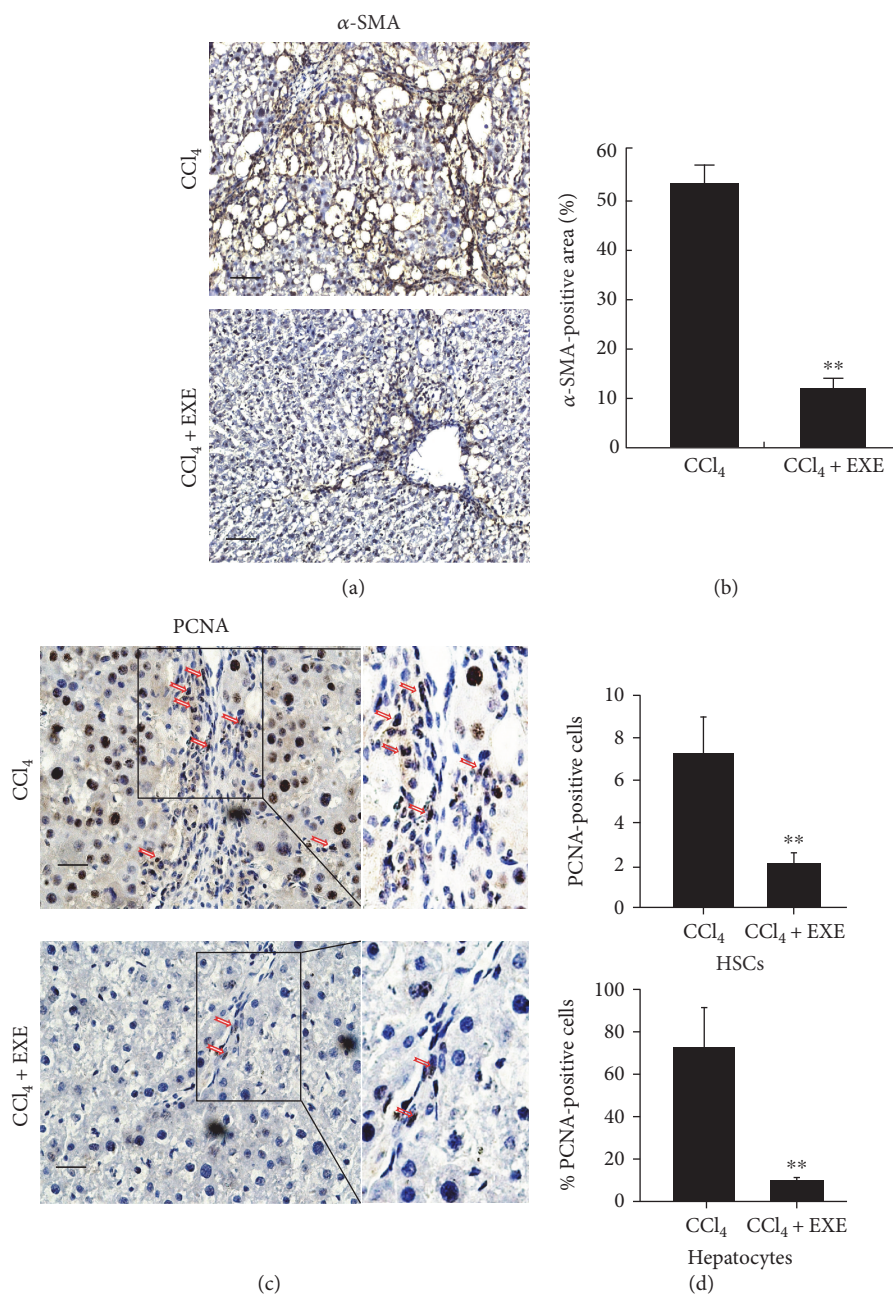 α-SMA
CCl₄
CCl₄ + EXE
(a)
α-SMA-positive area (%)
60
50
40
30
20
10
0
**
CCl₄ CCl₄ + EXE
(b)
PCNA
CCl₄
CCl₄ + EXE
(c)
PCNA-positive cells
10
8
6
4
2
0
**
CCl₄ CCl₄ + EXE
HSCs
% PCNA-positive cells
100
80
60
40
20
0
**
CCl₄ CCl₄ + EXE
Hepatocytes
(d)